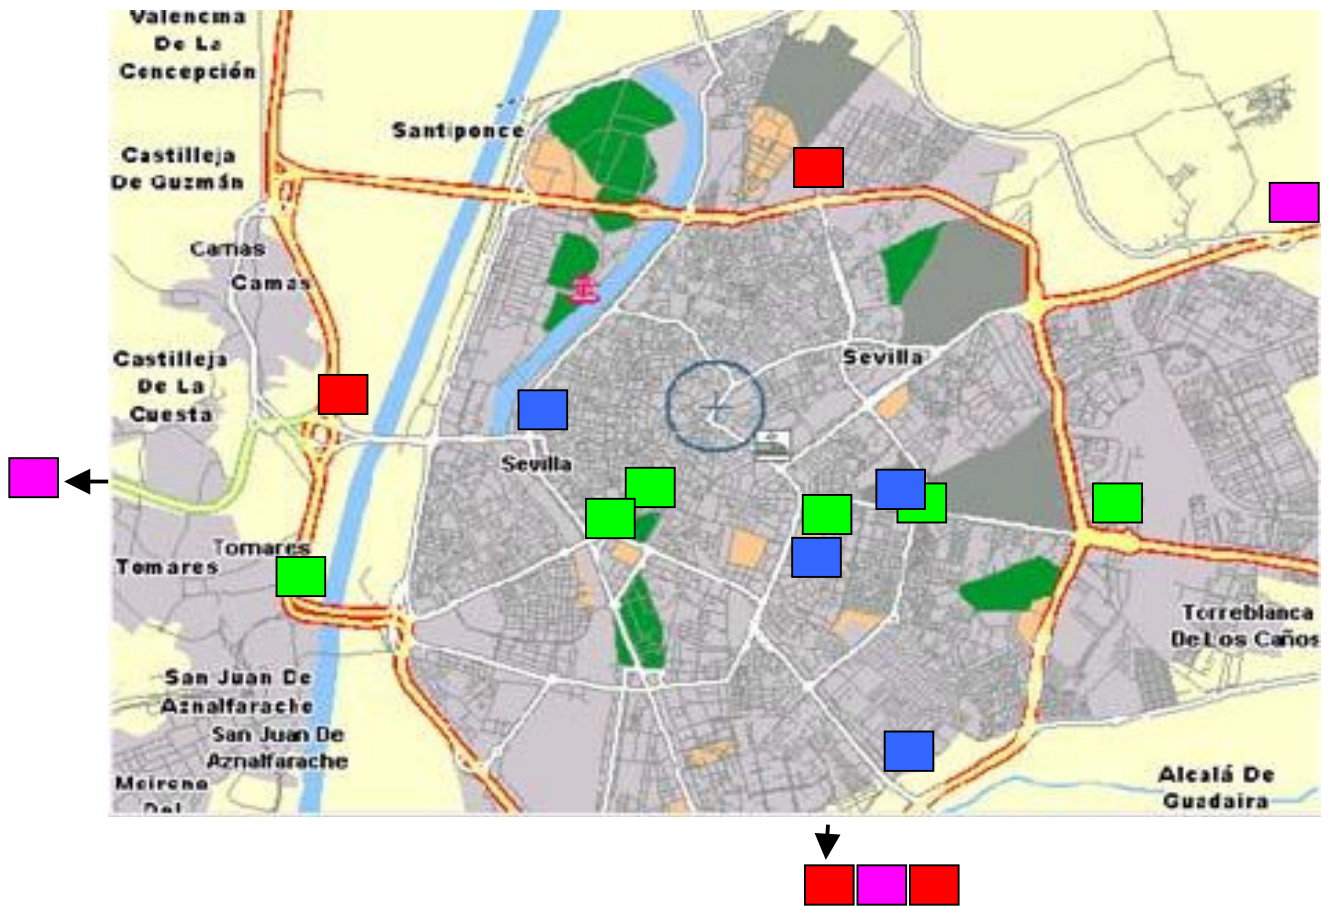 Valencina
De La
Concepción
Santiponce
Castilleja
De Guzmán
Camas
Camas
Castilleja
De La
Cuesta
Sevilla
Sevilla
Tomares
Tomares
Torreblanca
De Los Caños
San Juan De
Aznalfarache
San Juan De
Aznalfarache
Mairena
Del
Alcalá De
Guadaira